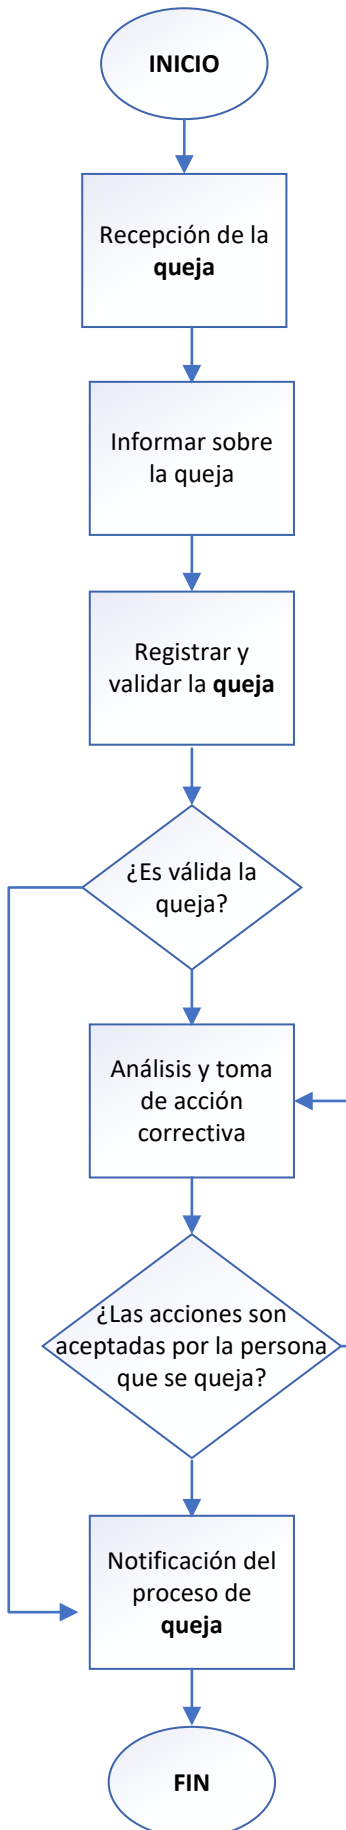 INICIO
Recepción de la
queja
Informar sobre
la queja
Registrar y
validar la queja
¿Es válida la
queja?
Análisis y toma
de acción
correctiva
¿Las acciones son
aceptadas por la persona
que se queja?
Notificación del
proceso de
queja
FIN